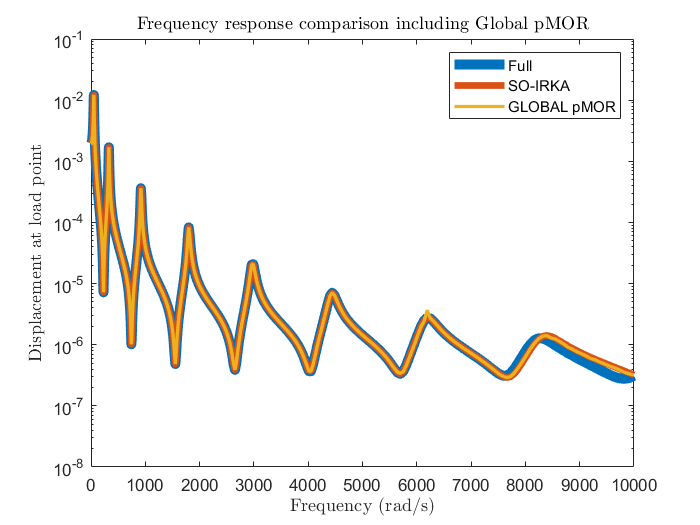 Frequency response comparison including Global pMOR
10-1
10-2
10-3
10-4
10-5
10-6
10-7
10-8
Displacement at load point
Full
SO-IRKA
GLOBAL pMOR
0 1000 2000 3000 4000 5000 6000 7000 8000 9000 10000
Frequency (rad/s)